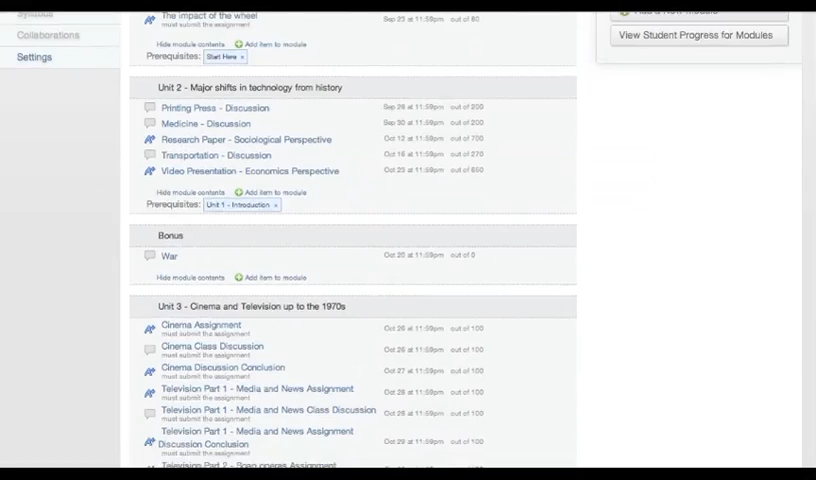 Syllabus
Collaborations
Settings
The impact of the wheel
must submit the assignment
Sep 23 at 11:59pm out of 80
Hide module contents Add item to module
Prerequisites: Start Here ×
Unit 2 - Major shifts in technology from history
Printing Press - Discussion Sep 28 at 11:59pm out of 200
Medicine - Discussion Sep 30 at 11:59pm out of 200
Research Paper - Sociological Perspective Oct 12 at 11:59pm out of 700
Transportation - Discussion Oct 16 at 11:59pm out of 270
Video Presentation - Economics Perspective Oct 23 at 11:59pm out of 650
Hide module contents Add item to module
Prerequisites: Unit 1 - Introduction ×
Bonus
War Oct 20 at 11:59pm out of 0
Hide module contents Add item to module
Unit 3 - Cinema and Television up to the 1970s
Cinema Assignment
must submit the assignment
Oct 26 at 11:59pm out of 100
Cinema Class Discussion
must submit the assignment
Oct 26 at 11:59pm out of 100
Cinema Discussion Conclusion
must submit the assignment
Oct 27 at 11:59pm out of 100
Television Part 1 - Media and News Assignment
must submit the assignment
Oct 28 at 11:59pm out of 100
Television Part 1 - Media and News Class Discussion
must submit the assignment
Oct 28 at 11:59pm out of 100
Television Part 1 - Media and News Assignment
Discussion Conclusion
must submit the assignment
Oct 29 at 11:59pm out of 100
Television Part 2 - Soap operas Assignment
Add a New Module
View Student Progress for Modules